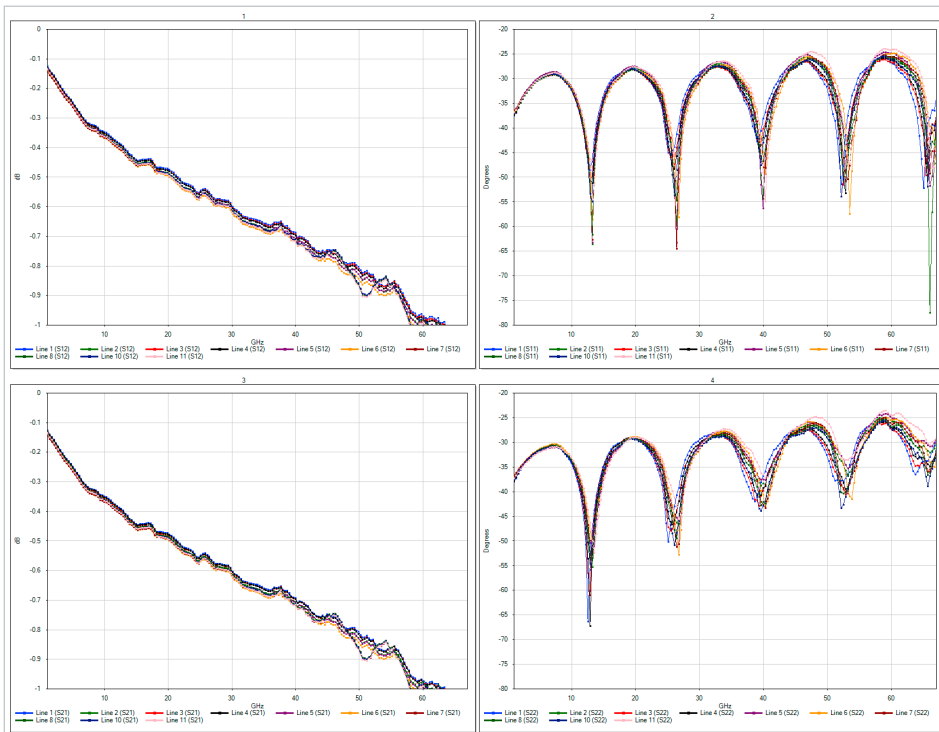 1
0
-0.1
-0.2
-0.3
-0.4
-0.5
-0.6
-0.7
-0.8
-0.9
-1
dB
10 20 30 40 50 60
GHz
Line 1 (S12) Line 2 (S12) Line 3 (S12) Line 4 (S12) Line 5 (S12) Line 6 (S12) Line 7 (S12)
Line 8 (S12) Line 10 (S12) Line 11 (S12)
2
-20
-25
-30
-35
-40
-45
-50
-55
-60
-65
-70
-75
-80
Degrees
10 20 30 40 50 60
GHz
Line 1 (S11) Line 2 (S11) Line 3 (S11) Line 4 (S11) Line 5 (S11) Line 6 (S11) Line 7 (S11)
Line 8 (S11) Line 10 (S11) Line 11 (S11)
3
0
-0.1
-0.2
-0.3
-0.4
-0.5
-0.6
-0.7
-0.8
-0.9
-1
dB
10 20 30 40 50 60
GHz
Line 1 (S21) Line 2 (S21) Line 3 (S21) Line 4 (S21) Line 5 (S21) Line 6 (S21) Line 7 (S21)
Line 8 (S21) Line 10 (S21) Line 11 (S21)
4
-20
-25
-30
-35
-40
-45
-50
-55
-60
-65
-70
-75
-80
Degrees
10 20 30 40 50 60
GHz
Line 1 (S22) Line 2 (S22) Line 3 (S22) Line 4 (S22) Line 5 (S22) Line 6 (S22) Line 7 (S22)
Line 8 (S22) Line 10 (S22) Line 11 (S22)